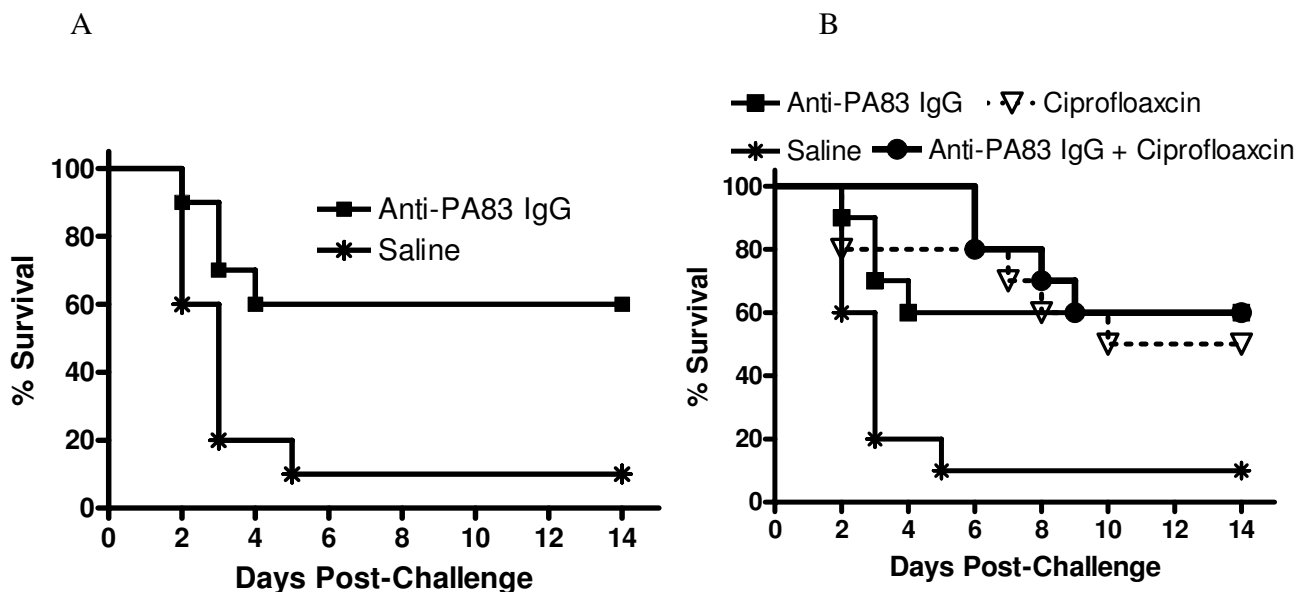 A
Anti-PA83 IgG
Saline
100
80
60
40
20
0
% Survival
0 2 4 6 8 10 12 14
Days Post-Challenge
B
Anti-PA83 IgG Ciprofloaxcin
Saline Anti-PA83 IgG + Ciprofloaxcin
100
80
60
40
20
0
% Survival
0 2 4 6 8 10 12 14
Days Post-Challenge